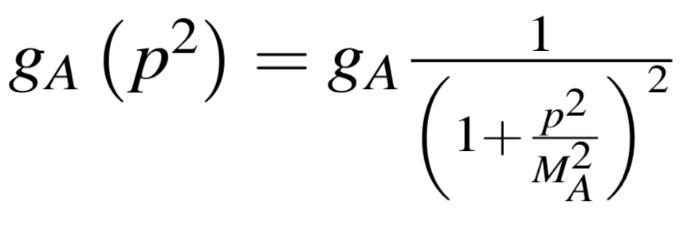 g_A (p^2) = g_A \frac{1}{\left(1+\frac{p^2}{M_A^2}\right)^2}